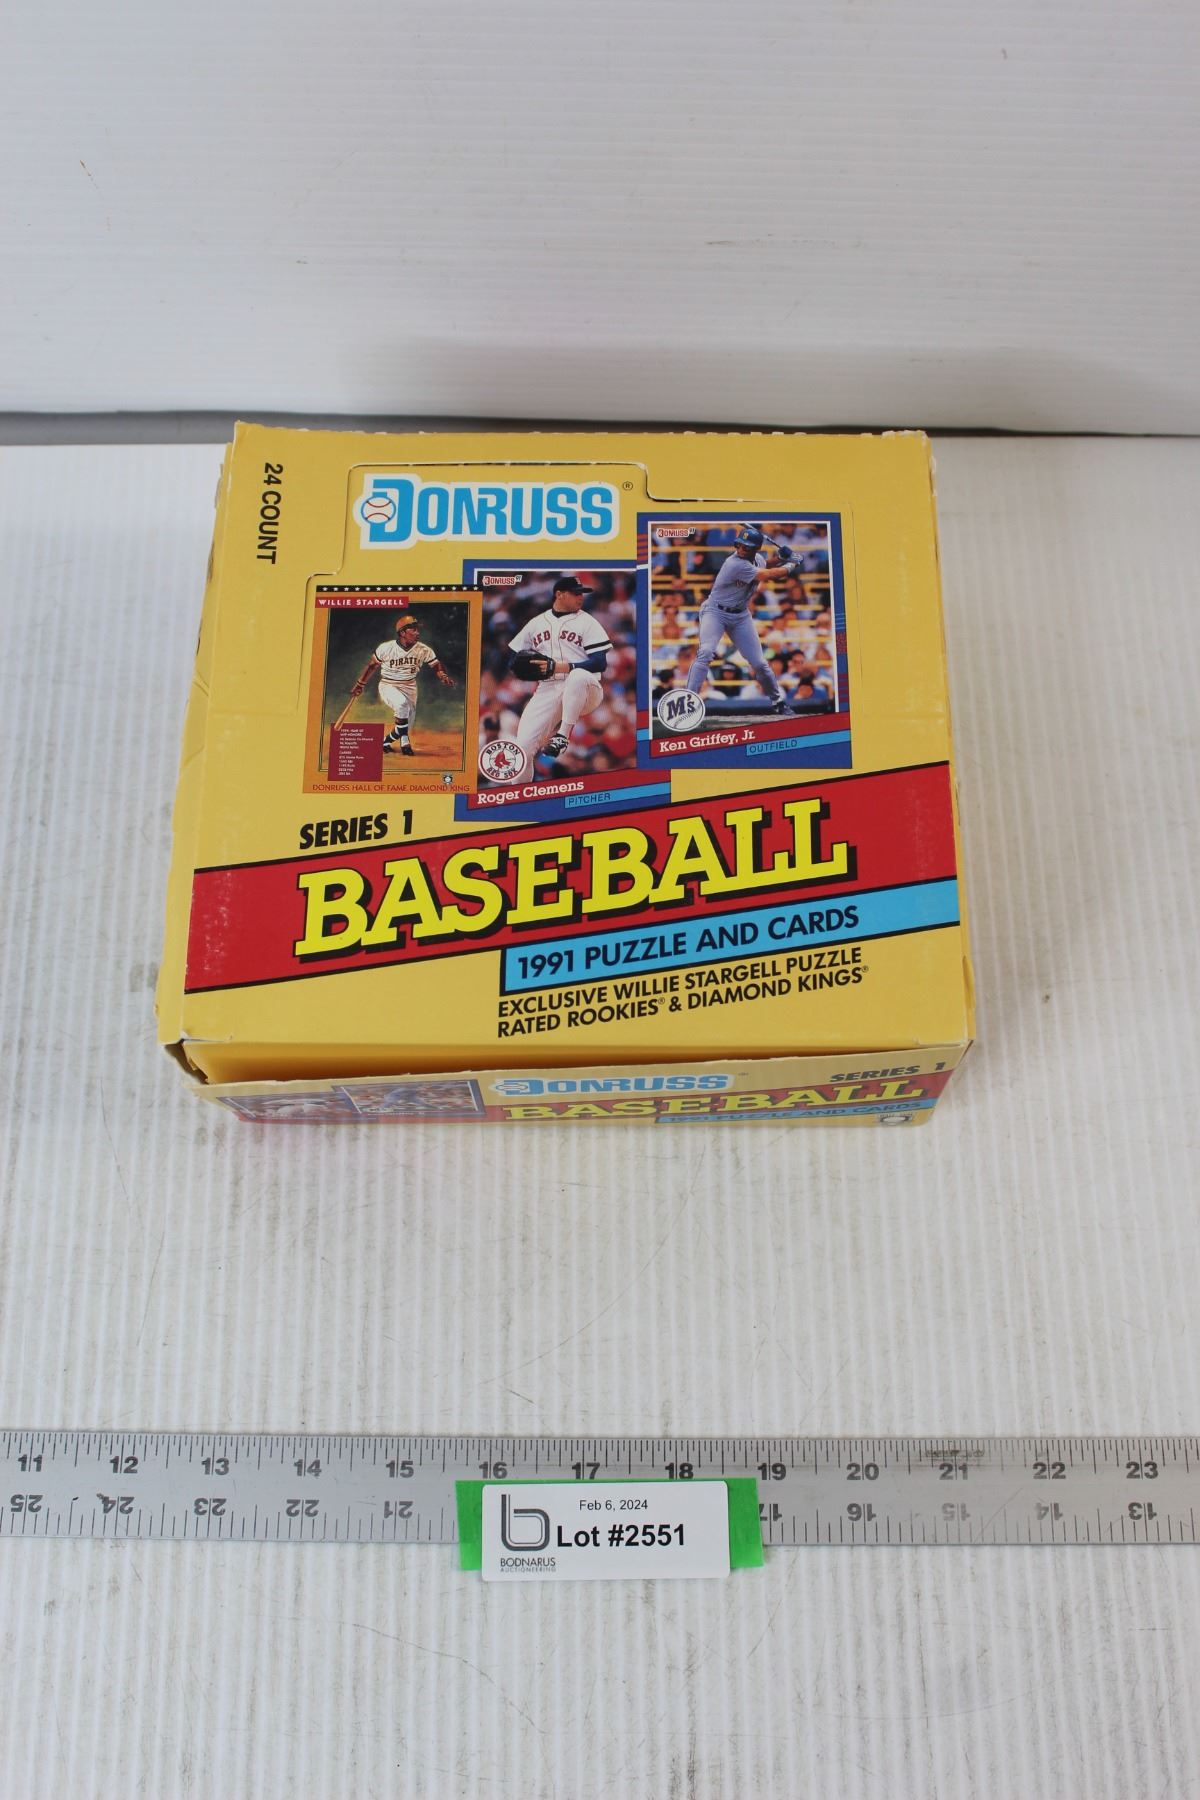 24 COUNT
DONRUSS®
WILLIE STARGELL
PIRATES
DONRUSS HALL OF FAME DIAMOND KING
DONRUSS
RED SOX
BOSTON
RED SOX
Roger Clemens
PITCHER
DONRUSS
M's
Ken Griffey, Jr.
OUTFIELD
SERIES 1
BASEBALL
1991 PUZZLE AND CARDS
EXCLUSIVE WILLIE STARGELL PUZZLE
RATED ROOKIES® & DIAMOND KINGS®
DONRUSS
SERIES 1
BASEBALL
1991 PUZZLE AND CARDS
11 12 13 14 15 16 17 18 19 20 21 22 23
25 24 23 22 21 17 16 15 14 13
Feb 6, 2024
Lot #2551
BODNARUS
AUCTIONEERING